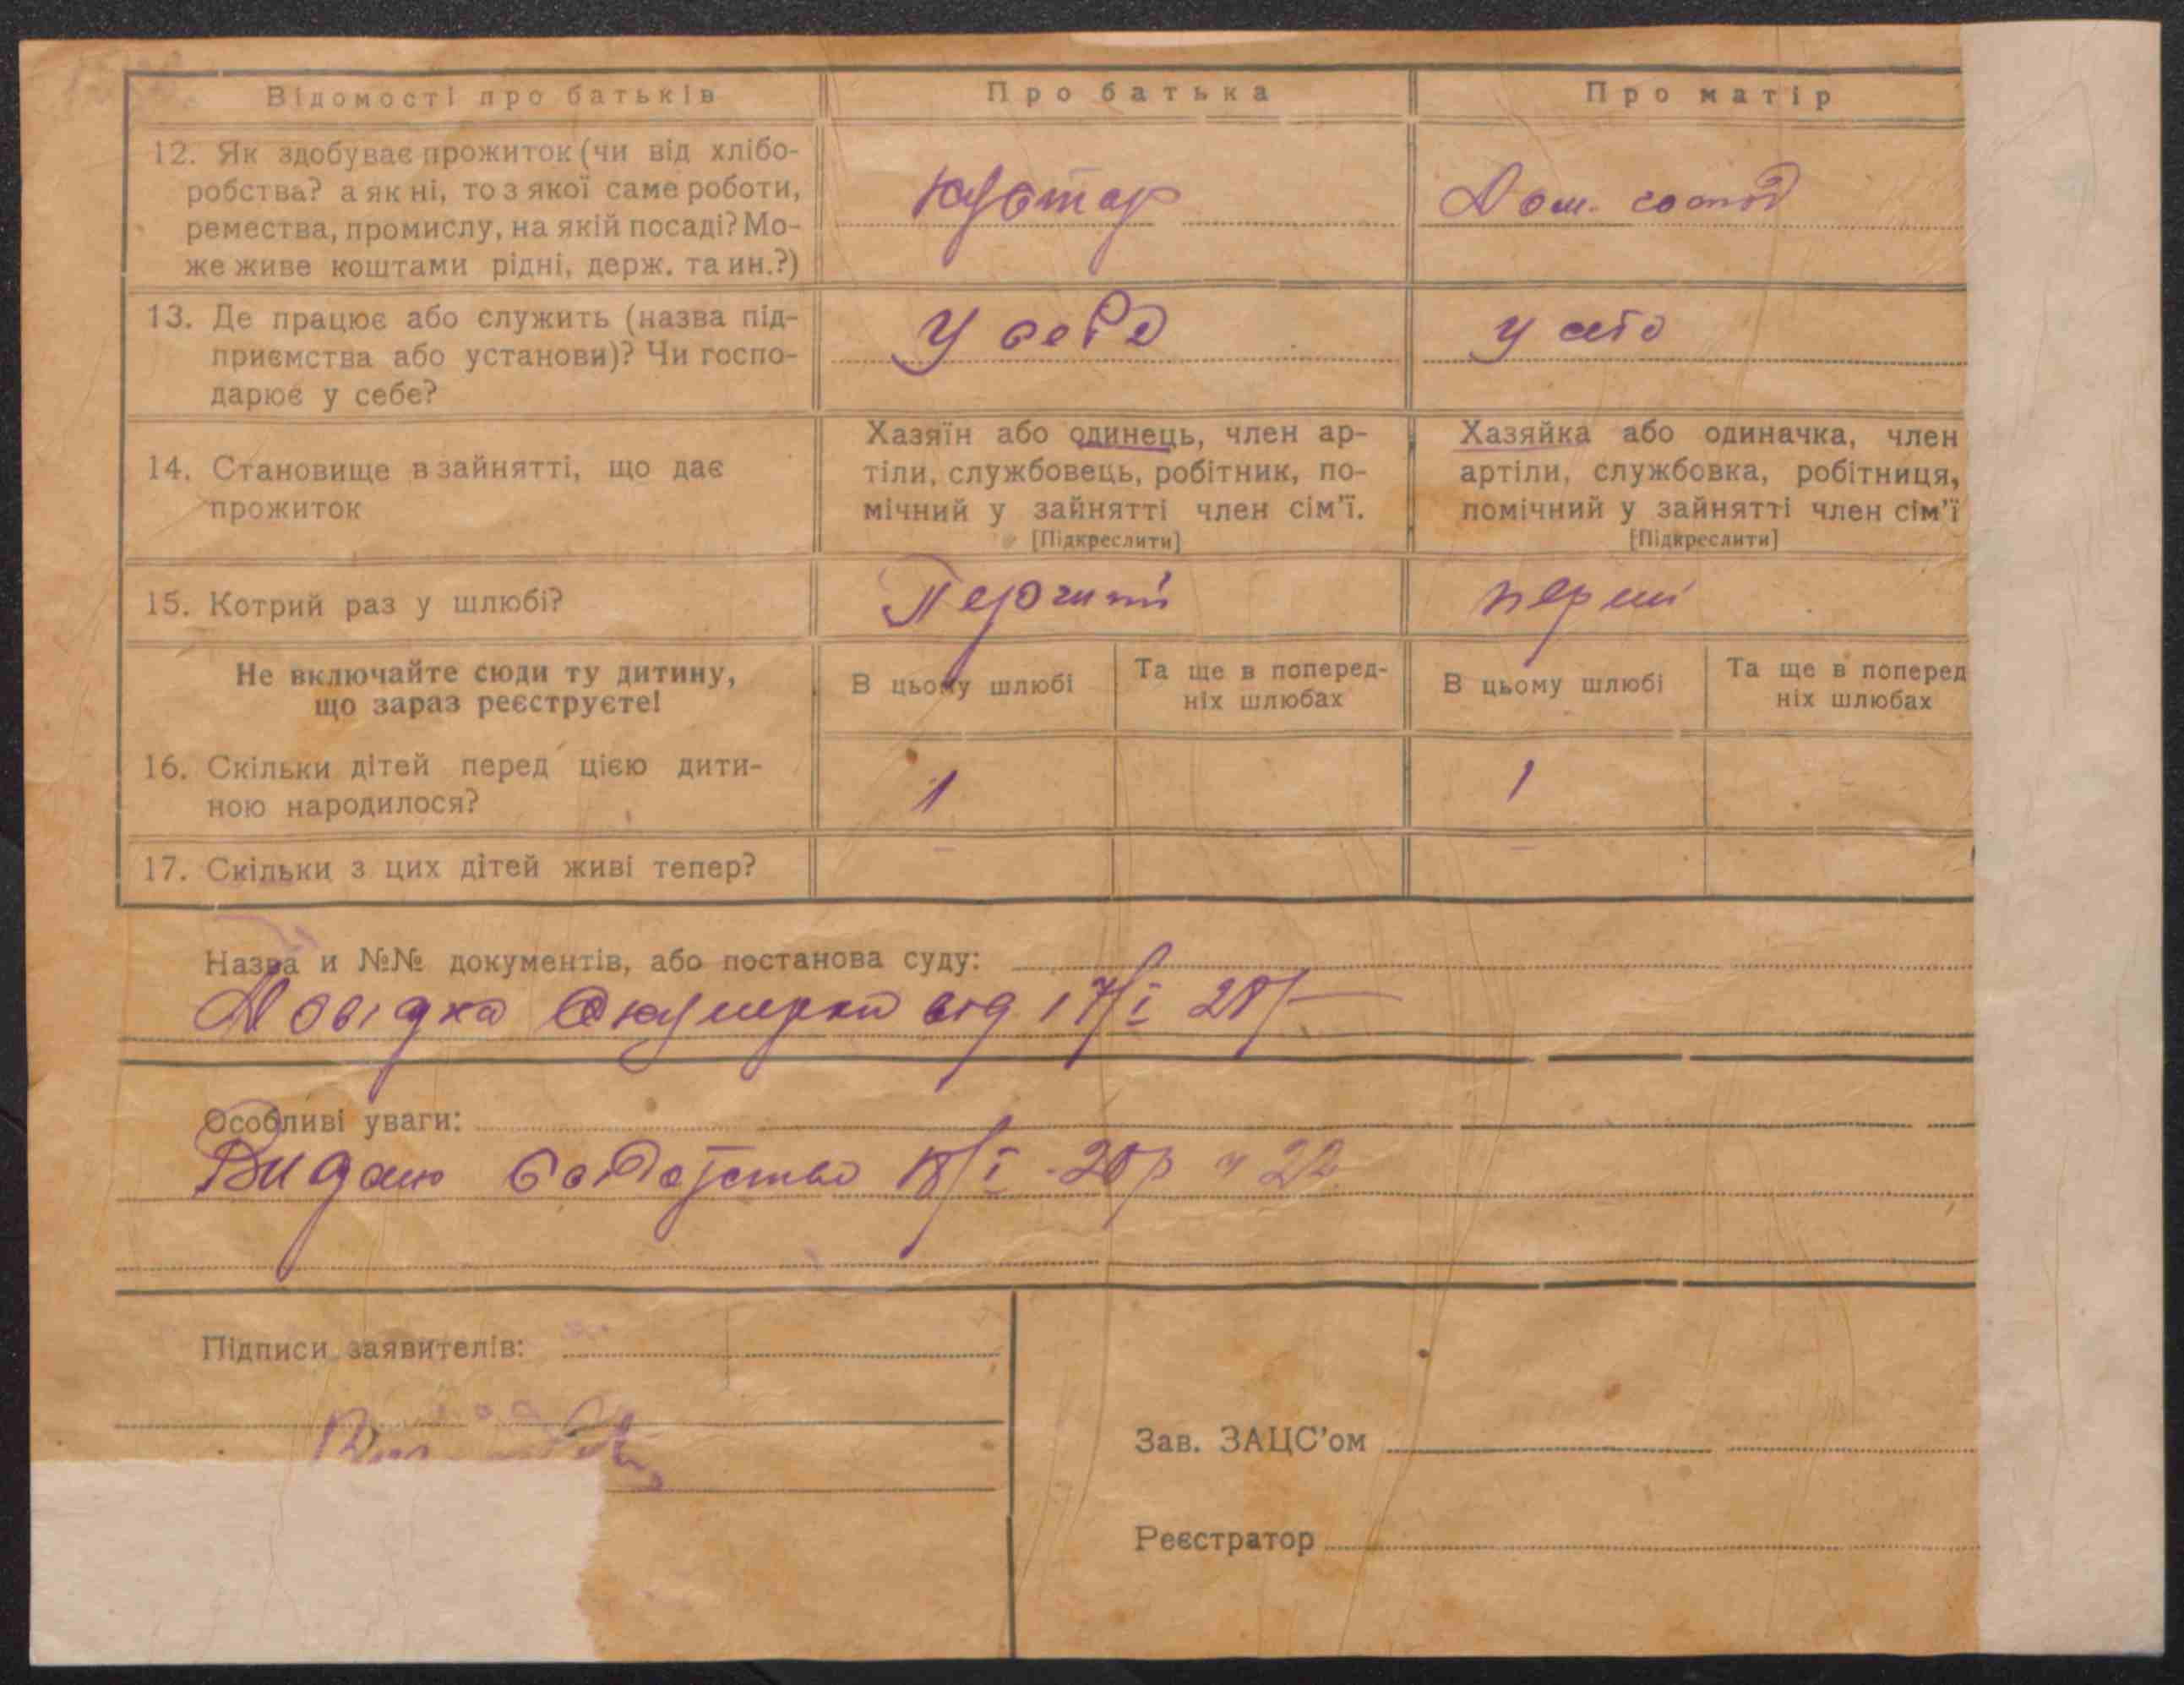 Відомості про батьків
Про батька
Про матір
12. Як здобуває прожиток (чи від хлібо-
робства? а як ні, то з якої саме роботи,
ремества, промислу, на якій посаді? Мо-
же живе коштами рідні, держ. та ин.?)
Кустар
Дом. господ
13. Де працює або служить (назва під-
приємства або установи)? Чи госпо-
дарює у себе?
У себе
у себе
14. Становище в зайнятті, що дає
прожиток
Хазяїн або одинець, член ар-
тіли, службовець, робітник, по-
мічний у зайнятті член сім'ї.
[Підкреслити]
Хазяйка або одиначка, член
артіли, службовка, робітниця,
помічний у зайнятті член сім'ї
[Підкреслити]
15. Котрий раз у шлюбі?
Перший
перши
Не включайте сюди ту дитину,
що зараз реєструєте!
В цьому шлюбі
Та ще в поперед-
ніх шлюбах
В цьому шлюбі
Та ще в поперед
ніх шлюбах
16. Скільки дітей перед цією дити-
ною народилося?
1
1
17. Скільки з цих дітей живі тепер?
–
–
Назва и №№ документів, або постанова суду:
Довідка Акушерки від 17/I 28
Особливі уваги:
Видано 18/I 28р ч 22
Підписи заявителів:
Зав. ЗАЦС'ом
Реєстратор